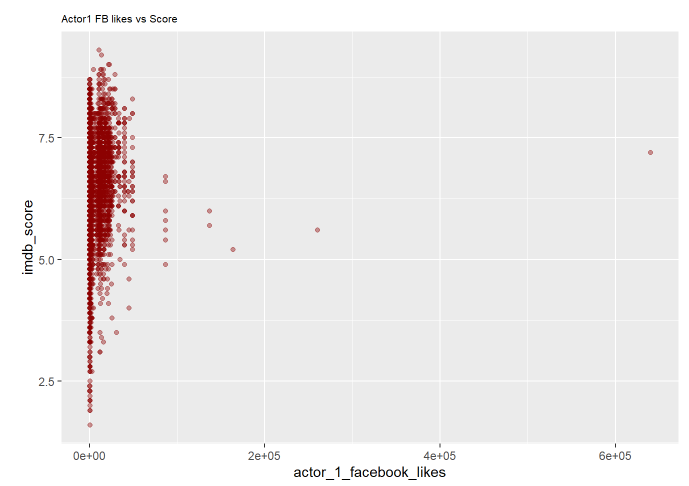 Actor1 FB likes vs Score
imdb_score
7.5
5.0
2.5
0e+00 2e+05 4e+05 6e+05
actor_1_facebook_likes